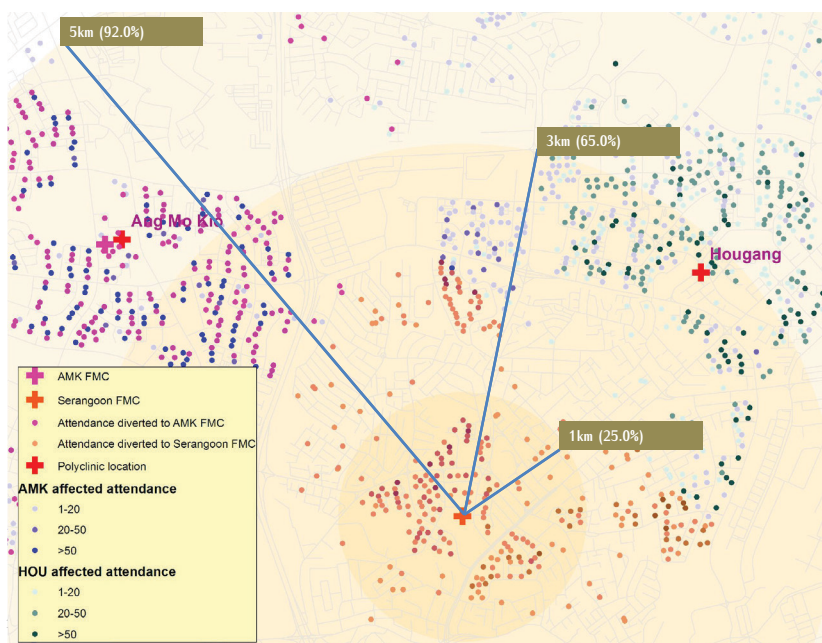 5km (92.0%)
3km (65.0%)
Ang Mo Kio
Hougang
AMK FMC
Serangoon FMC
Attendance diverted to AMK FMC
Attendance diverted to Serangoon FMC
Polyclinic location
AMK affected attendance
1-20
20-50
>50
HOU affected attendance
1-20
20-50
>50
1km (25.0%)